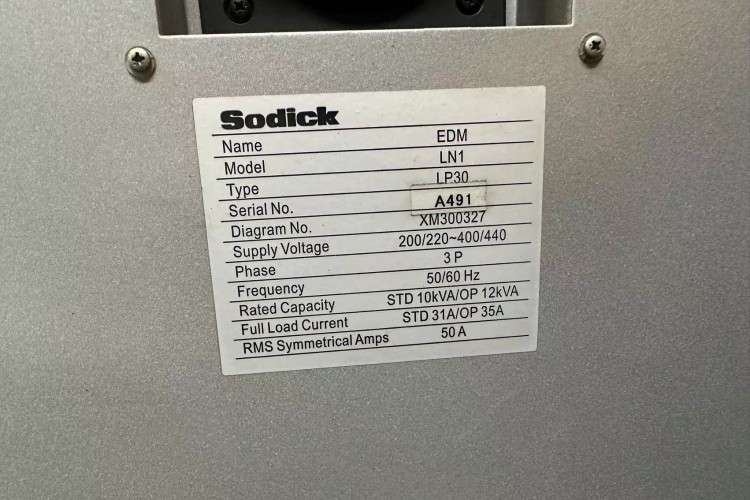 Sodick
Name EDM
Model LN1
Type LP30
Serial No. A491
Diagram No. XM300327
Supply Voltage 200/220~400/440
Phase 3 P
Frequency 50/60 Hz
Rated Capacity STD 10kVA/OP 12kVA
Full Load Current STD 31A/OP 35A
RMS Symmetrical Amps 50 A